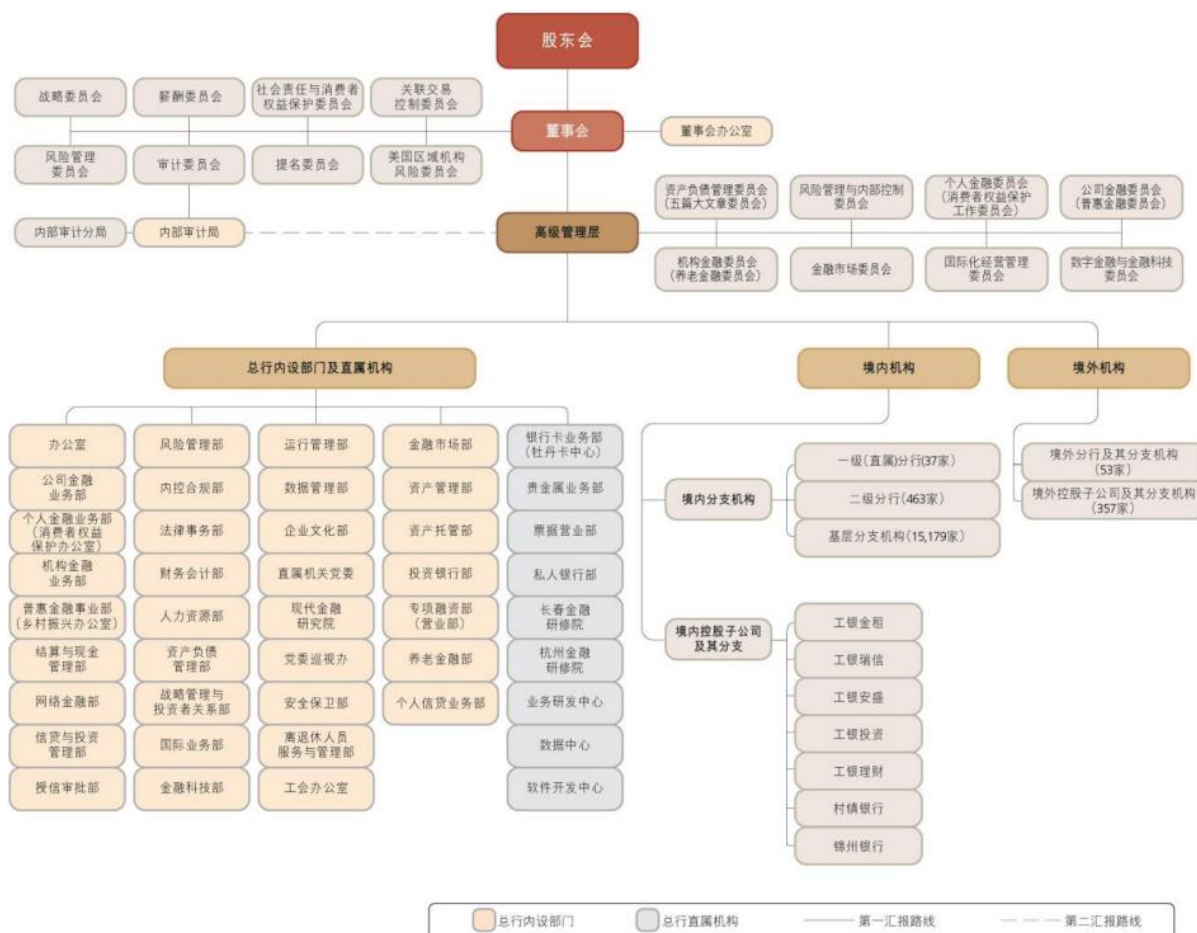 股东会
战略委员会
薪酬委员会
社会责任与消费者
权益保护委员会
关联交易
控制委员会
董事会
董事会办公室
风险管理
委员会
审计委员会
提名委员会
美国区域机构
风险委员会
资产负债管理委员会
(五篇大文章委员会)
风险管理与内部控制
委员会
个人金融委员会
(消费者权益保护
工作委员会)
公司金融委员会
(普惠金融委员会)
内部审计分局
内部审计局
高级管理层
机构金融委员会
(养老金融委员会)
金融市场委员会
国际化经营管理
委员会
数字金融与金融科技
委员会
总行内设部门及直属机构
境内机构
境外机构
办公室
公司金融
业务部
个人金融业务部
(消费者权益
保护办公室)
机构金融
业务部
普惠金融事业部
(乡村振兴办公室)
结算与现金
管理部
网络金融部
信贷与投资
管理部
授信审批部
风险管理部
内控合规部
法律事务部
财务会计部
人力资源部
资产负债
管理部
战略管理与
投资者关系部
国际业务部
金融科技部
运行管理部
数据管理部
企业文化部
直属机关党委
现代金融
研究院
党委巡视办
安全保卫部
离退休人员
服务与管理部
工会办公室
金融市场部
资产管理部
资产托管部
投资银行部
专项融资部
(营业部)
养老金融部
个人信贷业务部
银行卡业务部
(牡丹卡中心)
贵金属业务部
票据营业部
私人银行部
长春金融
研修院
杭州金融
研修院
业务研发中心
数据中心
软件开发中心
境内分支机构
一级(直属)分行(37家)
二级分行(463家)
基层分支机构(15,179家)
境内控股子公司
及其分支
工银金租
工银瑞信
工银安盛
工银投资
工银理财
村镇银行
锦州银行
境外分行及其分支机构
(53家)
境外控股子公司及其分支机构
(357家)
总行内设部门
总行直属机构
第一汇报路线
第二汇报路线